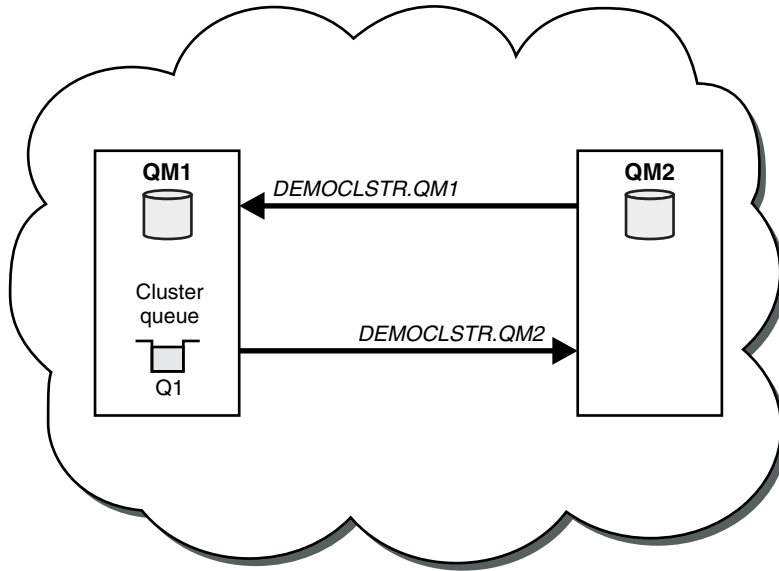 QM1
QM2
DEMOCLSTR.QM1
Cluster
queue
DEMOCLSTR.QM2
Q1